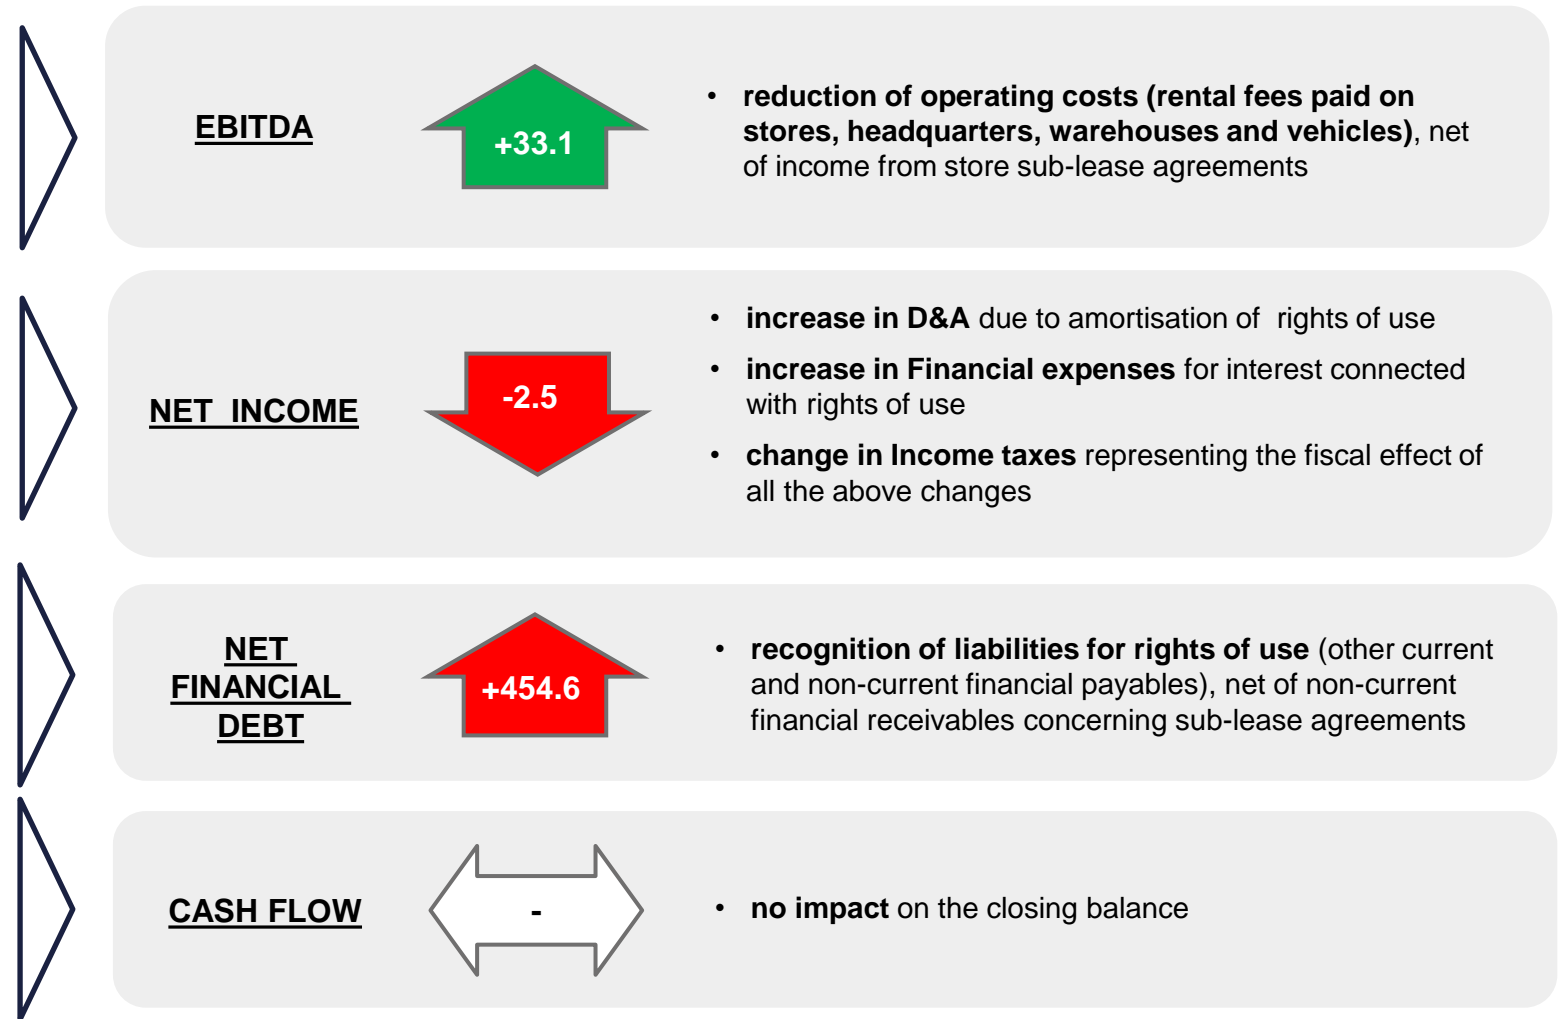 EBITDA
+33.1
• reduction of operating costs (rental fees paid on
stores, headquarters, warehouses and vehicles), net
of income from store sub-lease agreements
NET INCOME
-2.5
• increase in D&A due to amortisation of rights of use
• increase in Financial expenses for interest connected
with rights of use
• change in Income taxes representing the fiscal effect of
all the above changes
NET
FINANCIAL
DEBT
+454.6
• recognition of liabilities for rights of use (other current
and non-current financial payables), net of non-current
financial receivables concerning sub-lease agreements
CASH FLOW
-
• no impact on the closing balance